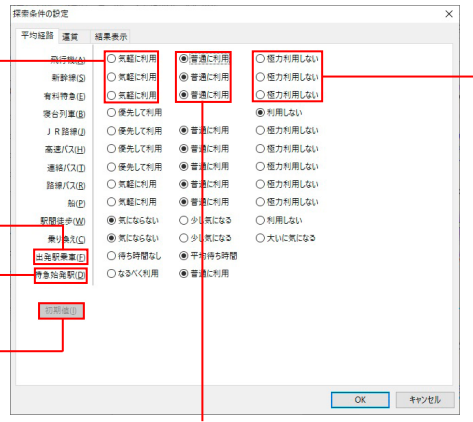 探索条件の設定
平均経路 運賃 結果表示
飛行機(A) 気軽に利用 普通に利用 極力利用しない
新幹線(S) 気軽に利用 普通に利用 極力利用しない
有料特急(E) 気軽に利用 普通に利用 極力利用しない
寝台列車(B) 優先して利用 利用しない
JR路線(J) 優先して利用 普通に利用 極力利用しない
高速バス(H) 優先して利用 普通に利用 極力利用しない
連絡バス(T) 優先して利用 普通に利用 極力利用しない
路線バス(R) 気軽に利用 普通に利用 極力利用しない
船(P) 気軽に利用 普通に利用 極力利用しない
駅間徒歩(W) 気にならない 少し気になる 利用しない
乗り換え(C) 気にならない 少し気になる 大いに気になる
出発駅乗車(F) 待ち時間なし 平均待ち時間
特急始発駅(D) なるべく利用 普通に利用
初期値(I)
OK キャンセル